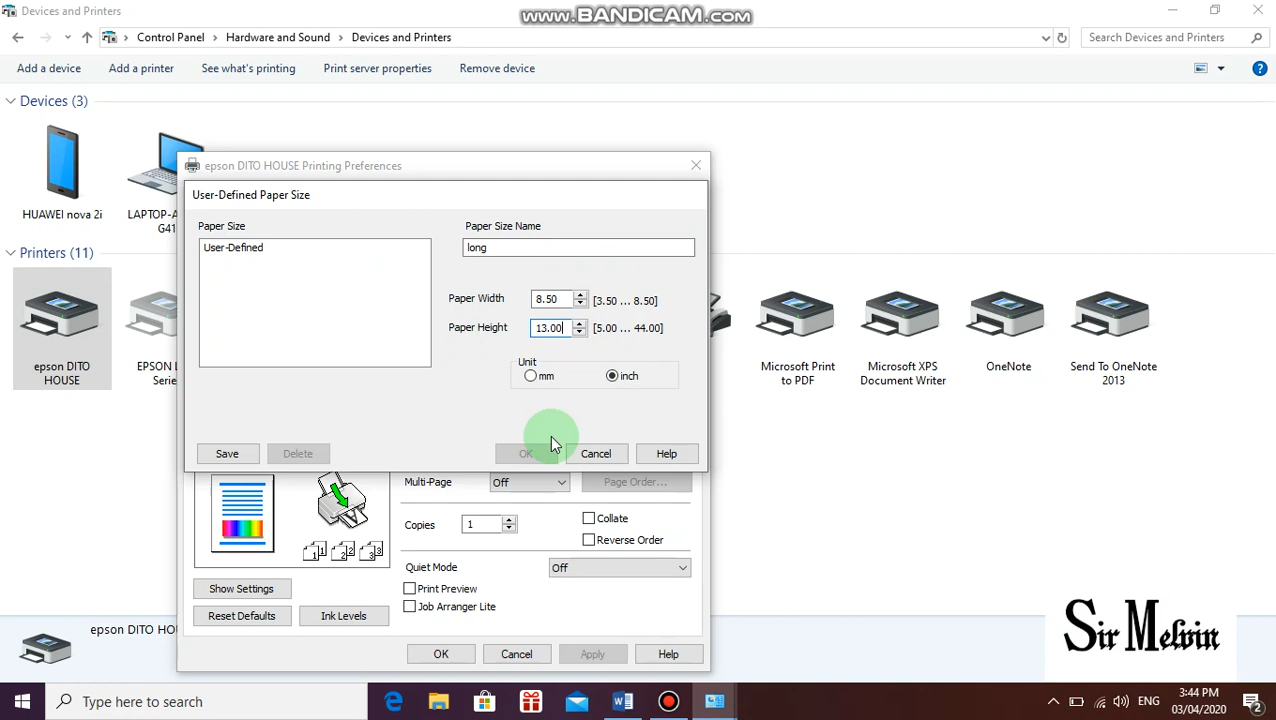 Devices and Printers
www.BANDICAM.com
Control Panel > Hardware and Sound > Devices and Printers
Search Devices and Printers
Add a device
Add a printer
See what's printing
Print server properties
Remove device
Devices (3)
HUAWEI nova 2i
LAPTOP-A
G41
Printers (11)
epson DITO
HOUSE
EPSON
DI
Microsoft Print
to PDF
Microsoft XPS
Document Writer
OneNote
Send To OneNote
2013
epson DITO HOUSE Printing Preferences
User-Defined Paper Size
Paper Size
User-Defined
Paper Size Name
long
Paper Width
8.50
[3.50 ... 8.50]
Paper Height
13.00
[5.00 ... 44.00]
Unit
mm
inch
Save
Delete
OK
Cancel
Help
Multi-Page
Off
Page Order...
Copies
1
Collate
Reverse Order
Quiet Mode
Off
Print Preview
Job Arranger Lite
Show Settings
Reset Defaults
Ink Levels
OK
Cancel
Apply
Help
epson DITO HOU
Sir Melvin
Type here to search
ENG
3:44 PM
03/04/2020
2